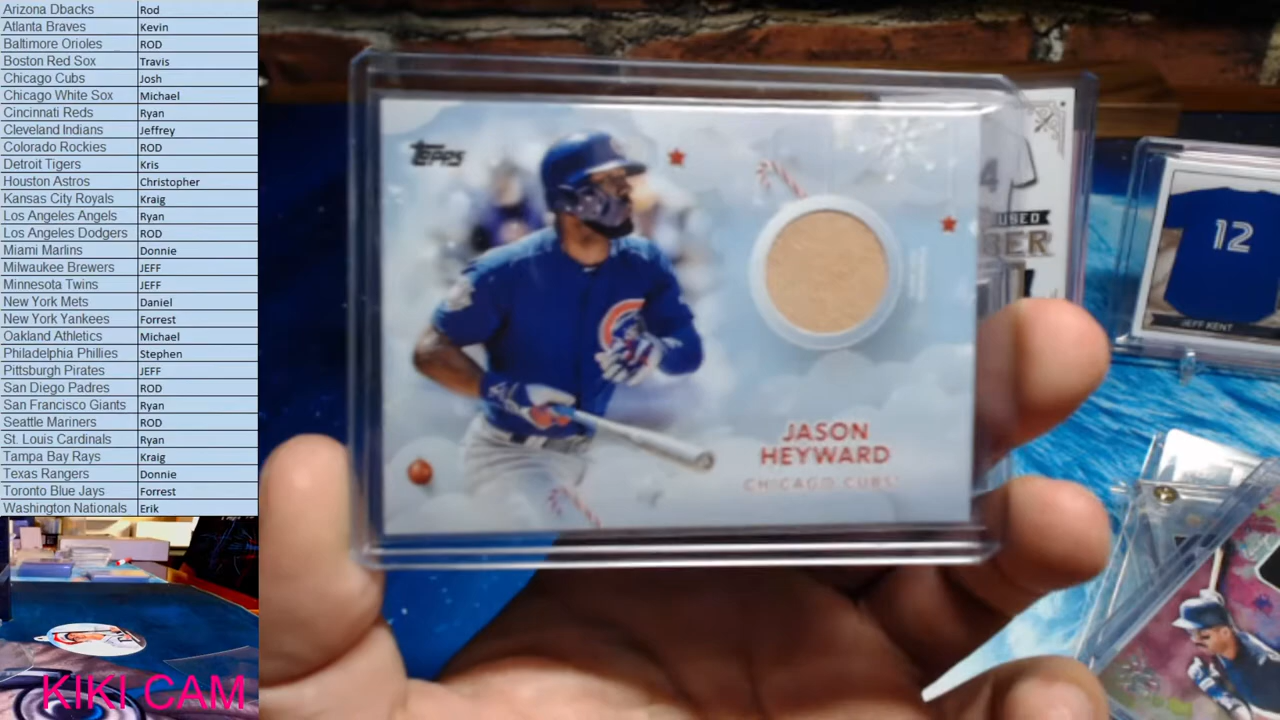 Arizona Dbacks Rod
Atlanta Braves Kevin
Baltimore Orioles ROD
Boston Red Sox Travis
Chicago Cubs Josh
Chicago White Sox Michael
Cincinnati Reds Ryan
Cleveland Indians Jeffrey
Colorado Rockies ROD
Detroit Tigers Kris
Houston Astros Christopher
Kansas City Royals Kraig
Los Angeles Angels Ryan
Los Angeles Dodgers ROD
Miami Marlins Donnie
Milwaukee Brewers JEFF
Minnesota Twins JEFF
New York Mets Daniel
New York Yankees Forrest
Oakland Athletics Michael
Philadelphia Phillies Stephen
Pittsburgh Pirates JEFF
San Diego Padres ROD
San Francisco Giants Ryan
Seattle Mariners ROD
St. Louis Cardinals Ryan
Tampa Bay Rays Kraig
Texas Rangers Donnie
Toronto Blue Jays Forrest
Washington Nationals Erik
KIKI CAM
Topps
JASON
HEYWARD
CHICAGO CUBS
4
USED
BER
12
JEFF KENT